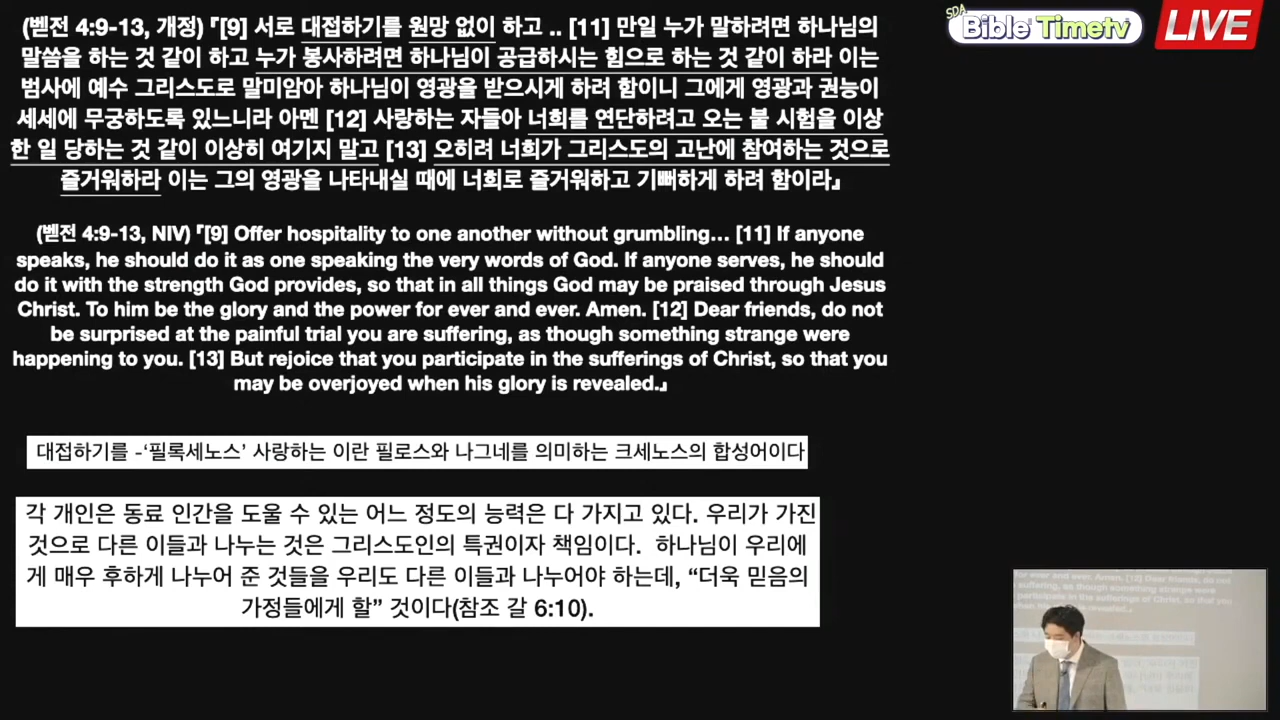 (벧전 4:9-13, 개정) 『[9] 서로 대접하기를 원망 없이 하고 .. [11] 만일 누가 말하려면 하나님의
말씀을 하는 것 같이 하고 누가 봉사하려면 하나님이 공급하시는 힘으로 하는 것 같이 하라 이는
범사에 예수 그리스도로 말미암아 하나님이 영광을 받으시게 하려 함이니 그에게 영광과 권능이
세세에 무궁하도록 있느니라 아멘 [12] 사랑하는 자들아 너희를 연단하려고 오는 불 시험을 이상
한 일 당하는 것 같이 이상히 여기지 말고 [13] 오히려 너희가 그리스도의 고난에 참여하는 것으로
즐거워하라 이는 그의 영광을 나타내실 때에 너희로 즐거워하고 기뻐하게 하려 함이라』
SDA
Bible Timetv
LIVE
(벧전 4:9-13, NIV) 『[9] Offer hospitality to one another without grumbling... [11] If anyone
speaks, he should do it as one speaking the very words of God. If anyone serves, he should
do it with the strength God provides, so that in all things God may be praised through Jesus
Christ. To him be the glory and the power for ever and ever. Amen. [12] Dear friends, do not
be surprised at the painful trial you are suffering, as though something strange were
happening to you. [13] But rejoice that you participate in the sufferings of Christ, so that you
may be overjoyed when his glory is revealed.』
대접하기를 -‘필록세노스’ 사랑하는 이란 필로스와 나그네를 의미하는 크세노스의 합성어이다
각 개인은 동료 인간을 도울 수 있는 어느 정도의 능력은 다 가지고 있다. 우리가 가진
것으로 다른 이들과 나누는 것은 그리스도인의 특권이자 책임이다. 하나님이 우리에
게 매우 후하게 나누어 준 것들을 우리도 다른 이들과 나누어야 하는데, “더욱 믿음의
가정들에게 할” 것이다(참조 갈 6:10).
for ever and ever. Amen. [12] Dear friends, do not
suffering, as though something strange were
participate in the sufferings of Christ, so that you